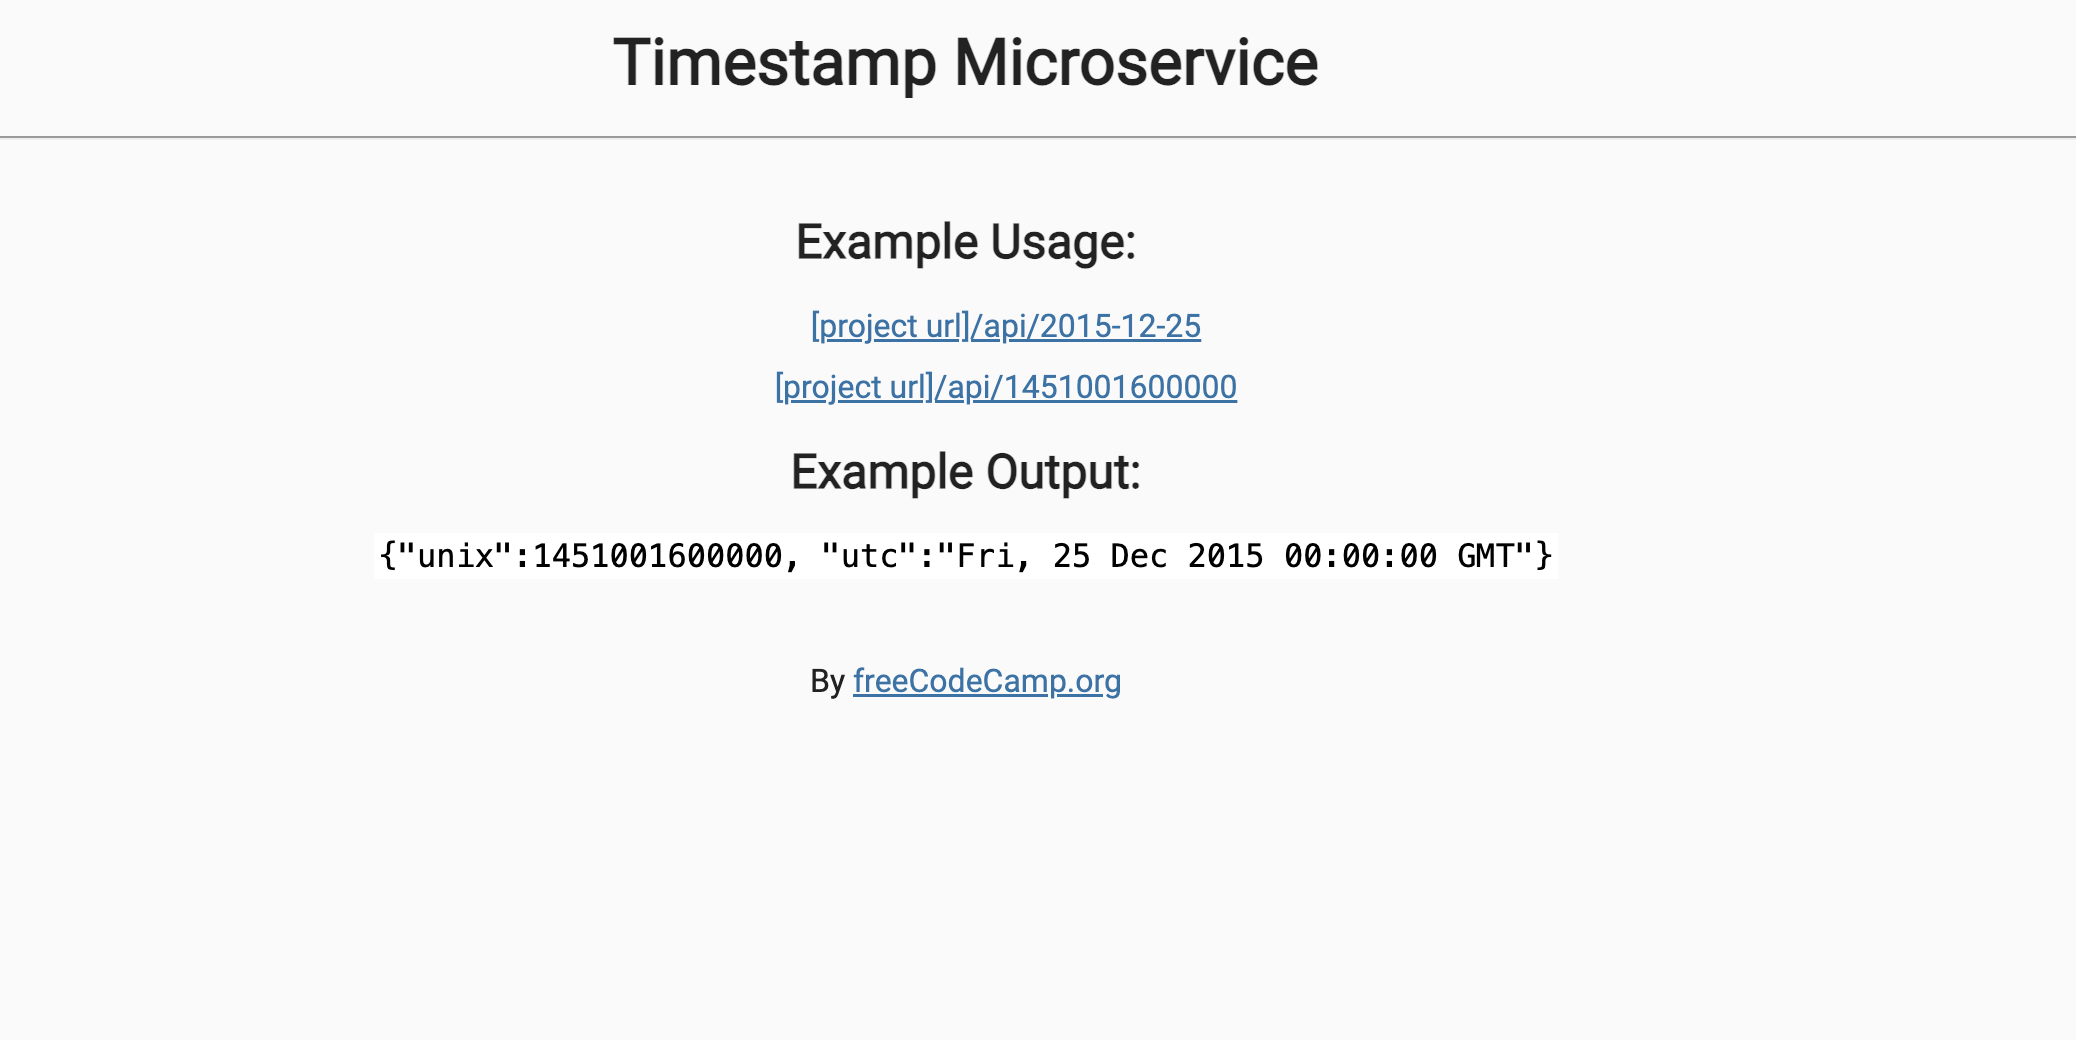 Timestamp Microservice
Example Usage:
[project url]/api/2015-12-25
[project url]/api/1451001600000
Example Output:
{"unix":1451001600000, "utc":"Fri, 25 Dec 2015 00:00:00 GMT"}
By freeCodeCamp.org